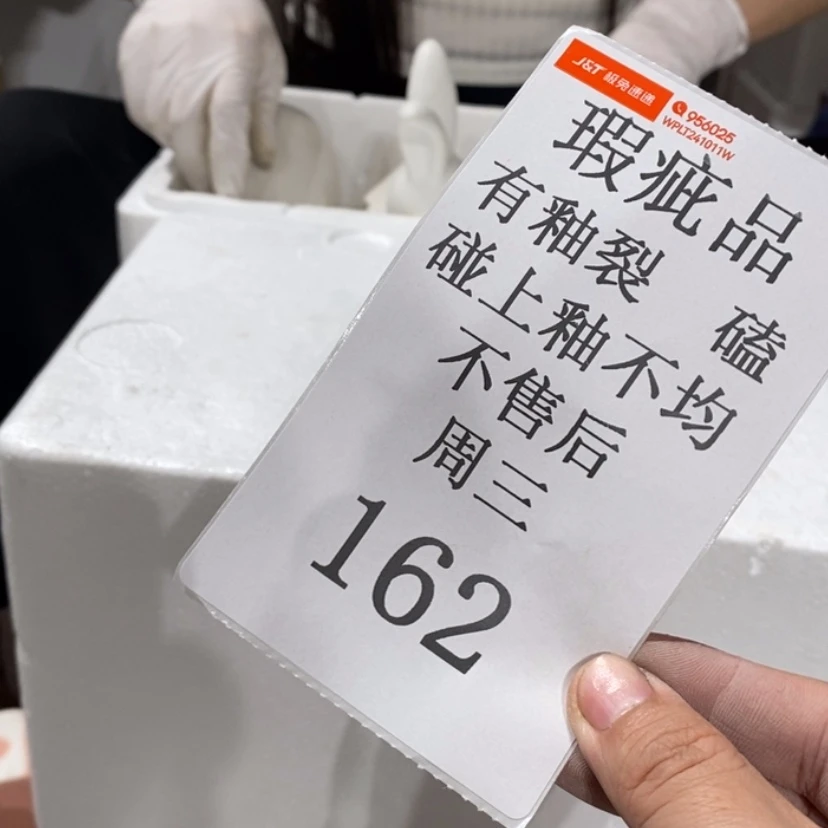 J&T 极兔速递
956025
WPLT241011W
瑕疵品
有釉裂 磕
碰上釉不均
不售后
周三
162